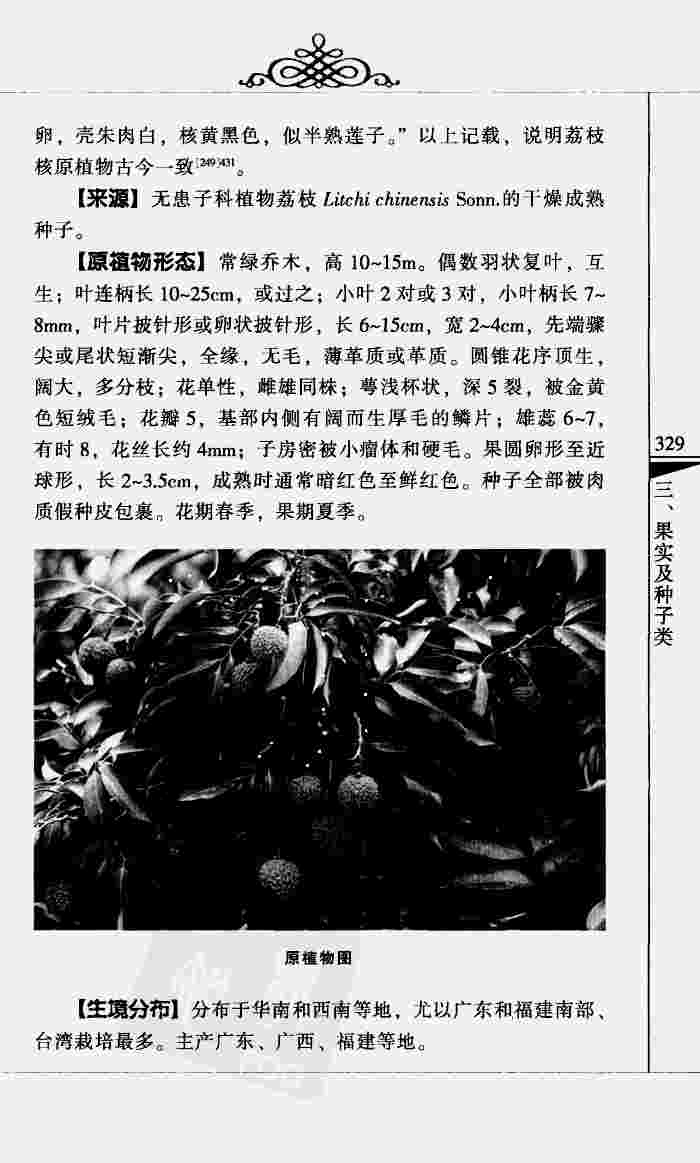 卵，壳朱肉白，核黄黑色，似半熟莲子。”以上记载，说明荔枝
核原植物古今一致[249]431。
【来源】无患子科植物荔枝 Litchi chinensis Sonn.的干燥成熟
种子。
【原植物形态】常绿乔木，高 10~15m。偶数羽状复叶，互
生；叶连柄长 10~25cm，或过之；小叶 2 对或 3 对，小叶柄长 7~
8mm，叶片披针形或卵状披针形，长 6~15cm，宽 2~4cm，先端骤
尖或尾状短渐尖，全缘，无毛，薄革质或革质。圆锥花序顶生，
阔大，多分枝；花单性，雌雄同株；萼浅杯状，深 5 裂，被金黄
色短绒毛；花瓣 5，基部内侧有阔而生厚毛的鳞片；雄蕊 6~7，
有时 8，花丝长约 4mm；子房密被小瘤体和硬毛。果圆卵形至近
球形，长 2~3.5cm，成熟时通常暗红色至鲜红色。种子全部被肉
质假种皮包裹。花期春季，果期夏季。
原植物图
【生境分布】分布于华南和西南等地，尤以广东和福建南部、
台湾栽培最多。主产广东、广西、福建等地。
329
三、果实及种子类